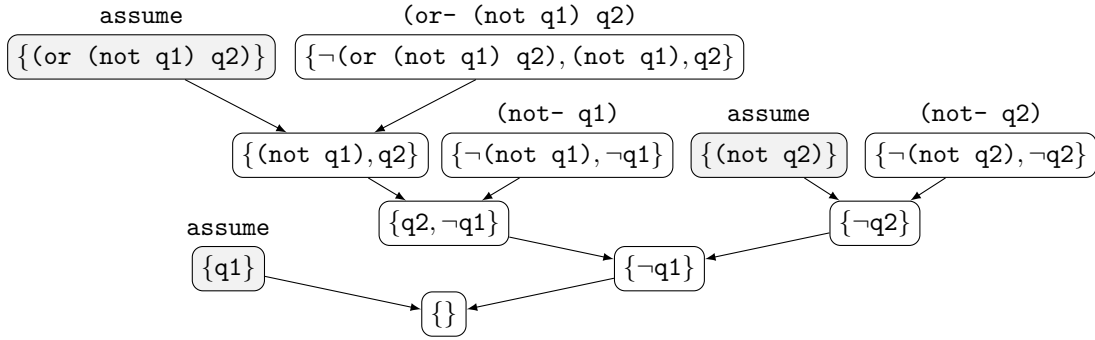 assume (or- (not q1) q2)
{(or (not q1) q2)} {¬(or (not q1) q2), (not q1), q2}
(not- q1) assume (not- q2)
{(not q1), q2} {¬(not q1), ¬q1} {(not q2)} {¬(not q2), ¬q2}
{q2, ¬q1} {¬q2}
assume
{q1} {¬q1}
{}